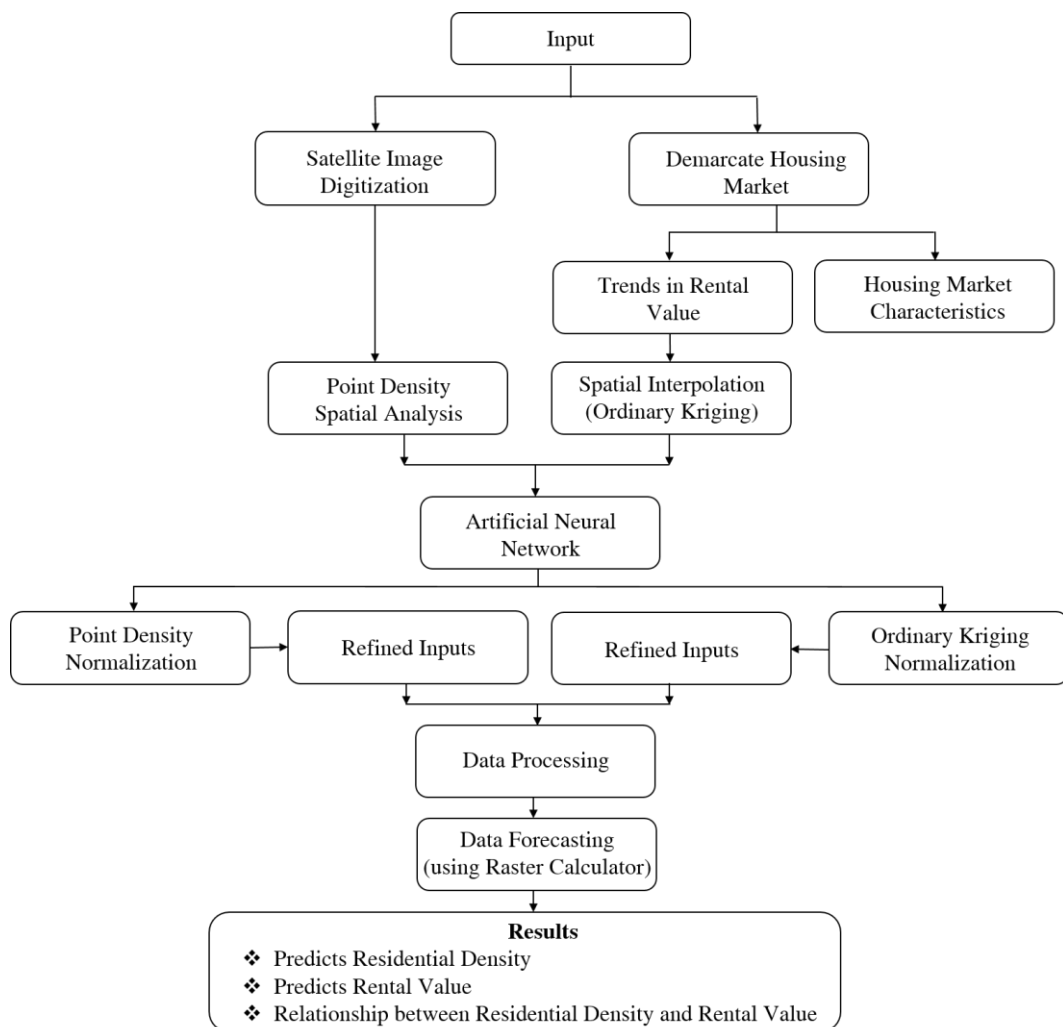 Input
Satellite Image
Digitization
Demarcate Housing
Market
Trends in Rental
Value
Housing Market
Characteristics
Point Density
Spatial Analysis
Spatial Interpolation
(Ordinary Kriging)
Artificial Neural
Network
Point Density
Normalization
Refined Inputs
Refined Inputs
Ordinary Kriging
Normalization
Data Processing
Data Forecasting
(using Raster Calculator)
Results
❖ Predicts Residential Density
❖ Predicts Rental Value
❖ Relationship between Residential Density and Rental Value